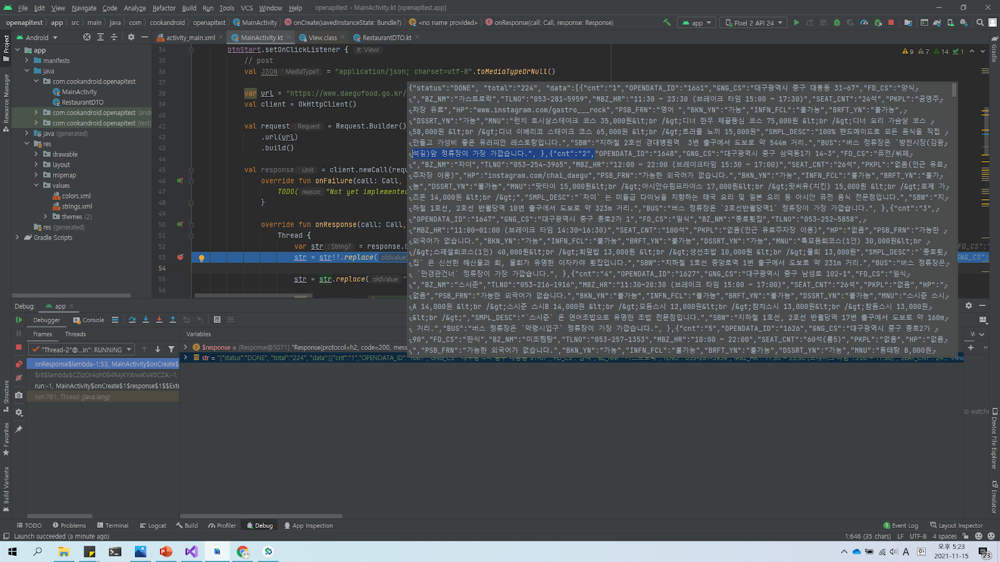 File Edit View Navigate Code Analyze Refactor Build Run Tools VCS Window Help openapitest - MainActivity.kt [openapitest.app]
openapitest app src main java com cookandroid openapitest MainActivity onCreate(savedInstanceState: Bundle?) <no name provided> onResponse(call: Call, response: Response) app Pixel 2 API 24
Android activity_main.xml MainActivity.kt View.class RestaurantDTO.kt
Project
Resource Manager
Structure
Favorites
Build Variants
Gradle
Device File Explorer
Emulator
app
manifests
java
com.cookandroid.openapitest
MainActivity
RestaurantDTO
com.cookandroid.openapitest (and
com.cookandroid.openapitest (test)
java (generated)
res
drawable
layout
mipmap
values
colors.xml
strings.xml
themes (2)
res (generated)
Gradle Scripts
9 7 14 1
34 btnStart.setOnClickListener { it: View!
35 // post
36 val JSON : MediaType? = "application/json; charset=utf-8".toMediaTypeOrNull()
37
38 var url = "https://www.daegufood.go.kr/
39 val client = OkHttpClient()
40
41 val request : Request = Request.Builder()
42 .url(url)
43 .build()
44
45 val response : Unit = client.newCall(requ
46 override fun onFailure(call: Call,
47 TODO( reason: "Not yet implemented
48 }
49
50 override fun onResponse(call: Call,
51 Thread {
52 var str : String? = response.b
53 str = str!!.replace( oldValue:
54
55 str = str.replace( oldValue: "
56
{"status":"DONE", "total":"224", "data":[{"cnt":"1","OPENDATA_ID":"1661","GNG_CS":"대구광역시 중구 대봉동 31-67","FD_CS":"양식
","BZ_NM":"가스트로락","TLNO":"053-281-5959","MBZ_HR":"11:30 ~ 23:30 (브레이크 타임 15:00 ~ 17:30)","SEAT_CNT":"24석","PKPL":"공영주
차장 유료","HP":"www.instagram.com/gastro___rock","PSB_FRN":"영어 ","BKN_YN":"가능","INFN_FCL":"불가능","BRFT_YN":"불가능",
"DSSRT_YN":"가능","MNU":"런치 토시살스테이크 코스 35,000원&lt;br /&gt;디너 한우 채끝등심 코스 75,000원 &lt;br /&gt;디너 오리 가슴살 코스
58,000원 &lt;br /&gt;디너 이베리코 스테이크 코스 65,000원 &lt;br /&gt;트러플 뇨끼 15,000원","SMPL_DESC":"100% 핸드메이드로 모든 음식을 직접
만들고 가성비 좋은 유러피안 레스토랑입니다.","SBW":"지하철 2호선 경대병원역  3번 출구에서 도보로 약 544m 거리.","BUS":"버스 정류장은 `방천시장(김광
석길)앞 정류장이 가장 가깝습니다.", },{"cnt":"2","OPENDATA_ID":"1648","GNG_CS":"대구광역시 중구 삼덕동1가 14-3","FD_CS":"퓨전/뷔페
","BZ_NM":"차이","TLNO":"053-254-3965","MBZ_HR":"12:00 ~ 22:00 (브레이크타임 15:30 ~ 17:00)","SEAT_CNT":"26석","PKPL":"없음(인근 유료
주차장 이용)","HP":"instagram.com/chai_daegu","PSB_FRN":"가능한 외국어가 없습니다.","BKN_YN":"가능","INFN_FCL":"불가능","BRFT_YN":"불가
능","DSSRT_YN":"불가능","MNU":"팟타이 15,000원&lt;br /&gt;아시안슈림프라이스 17,000원&lt;br /&gt;팟씨유(치킨) 15,000원 &lt;br /&gt;로제 가
츠돈 14,000원 &lt;br /&gt;","SMPL_DESC":"`차이` 는 미들급 다이닝을 지향하는 태국 요리 및 일본 요리 등 아시안 퓨전 음식 전문점입니다.","SBW":"지
하철 1호선, 2호선 반월당역 10번 출구에서 도보로 약 323m 거리.","BUS":"버스 정류장은 `2호선반월당역1` 정류장이 가장 가깝습니다.", },{"cnt":"3",
"OPENDATA_ID":"1647","GNG_CS":"대구광역시 중구 종로2가 1","FD_CS":"일식","BZ_NM":"종로횟집","TLNO":"053-252-5858",
"MBZ_HR":"11:00~01:00 (브레이크 타임 14:30~16:30)","SEAT_CNT":"100석","PKPL":"없음(인근 유료주차장 이용)","HP":"없음","PSB_FRN":"가능한
외국어가 없습니다.","BKN_YN":"가능","INFN_FCL":"불가능","BRFT_YN":"불가능","DSSRT_YN":"불가능","MNU":"특모듬회코스(1인) 30,000원&lt;br
/&gt;스페셜회코스(1인) 40,000원&lt;br /&gt;회덮밥 13,000원 &lt;br /&gt;생선초밥 10,000원 &lt;br /&gt;물회 13,000원","SMPL_DESC":"`종로횟
집` 은 신선한 해산물과 회, 물회가 유명한 이자카야 횟집입니다.","SBW":"지하철 1호선 중앙로역 1번 출구에서 도보로 약 231m 거리.","BUS":"버스 정류장은
`만경관건너` 정류장이 가장 가깝습니다.", },{"cnt":"4","OPENDATA_ID":"1627","GNG_CS":"대구광역시 중구 남성로 102-1","FD_CS":"일식
","BZ_NM":"스시준","TLNO":"053-216-1916","MBZ_HR":"11:30~20:30 (브레이크 타임 15:00 ~ 17:00)","SEAT_CNT":"26석","PKPL":"없음","HP":
"없음","PSB_FRN":"가능한 외국어가 없습니다.","BKN_YN":"불가능","INFN_FCL":"불가능","BRFT_YN":"불가능","DSSRT_YN":"불가능","MNU":"스시준 스시
A 14,000원 &lt;br /&gt;스시준 스시B 14,000원 &lt;br /&gt;모듬스시 12,000원&lt;br /&gt;참치스시 13,000원&lt;br /&gt;참돔스시 13,000원
&lt;br /&gt;","SMPL_DESC":"`스시준` 은 연어초밥으로 유명한 초밥 전문점입니다.","SBW":"지하철 1호선, 2호선 반월당역 17번 출구에서 도보로 약 160m
거리.","BUS":"버스 정류장은 `약령시입구` 정류장이 가장 가깝습니다.", },{"cnt":"5","OPENDATA_ID":"1626","GNG_CS":"대구광역시 중구 종로2가
90","FD_CS":"한식","BZ_NM":"미조찜탕","TLNO":"053-257-1353","MBZ_HR":"10:00 ~ 22:00","SEAT_CNT":"60석(룸5)","PKPL":"없음","HP":"없음
","PSB_FRN":"가능한 외국어가 없습니다.","BKN_YN":"가능","INFN_FCL":"불가능","BRFT_YN":"불가능","DSSRT_YN":"불가능","MNU":"동태탕 8,000원
FD_CS"
GNG_CS":
Debug: app
Debugger Console
Frames Threads Variables
"Thread-2"@...in": RUNNING
onResponse$lambda-1:53, MainActivity$onCreate$
$r8$lambda$CZIzOr4oh084R4jKYXnwKV45CZA:-1,
run:-1, MainActivity$onCreate$1$response$1$$Exte
run:761, Thread (java.lang)
$response = {Response@5071} "Response{protocol=h2, code=200, mess
str = "{"status":"DONE", "total":"224", "data":[{"cnt":"1","OPENDATA_ID":"1661","GNG_CS":"대구광역시 중구 대봉동 31-67","FD_CS":"양식","BZ_NM":"가스트로락","TLNO":"053-281-5959","MBZ_HR":"11:30 ~ 23:30 (브레이크 타임 15:00 ~ 17:30)","SEAT_CNT":"24... View
No watches
TODO Problems Terminal Logcat Build Profiler Debug App Inspection 1 Event Log Layout Inspector
Launch succeeded (a minute ago) 1:646 (35 chars) LF UTF-8 4 spaces
A 한 오후 5:23
2021-11-15 23